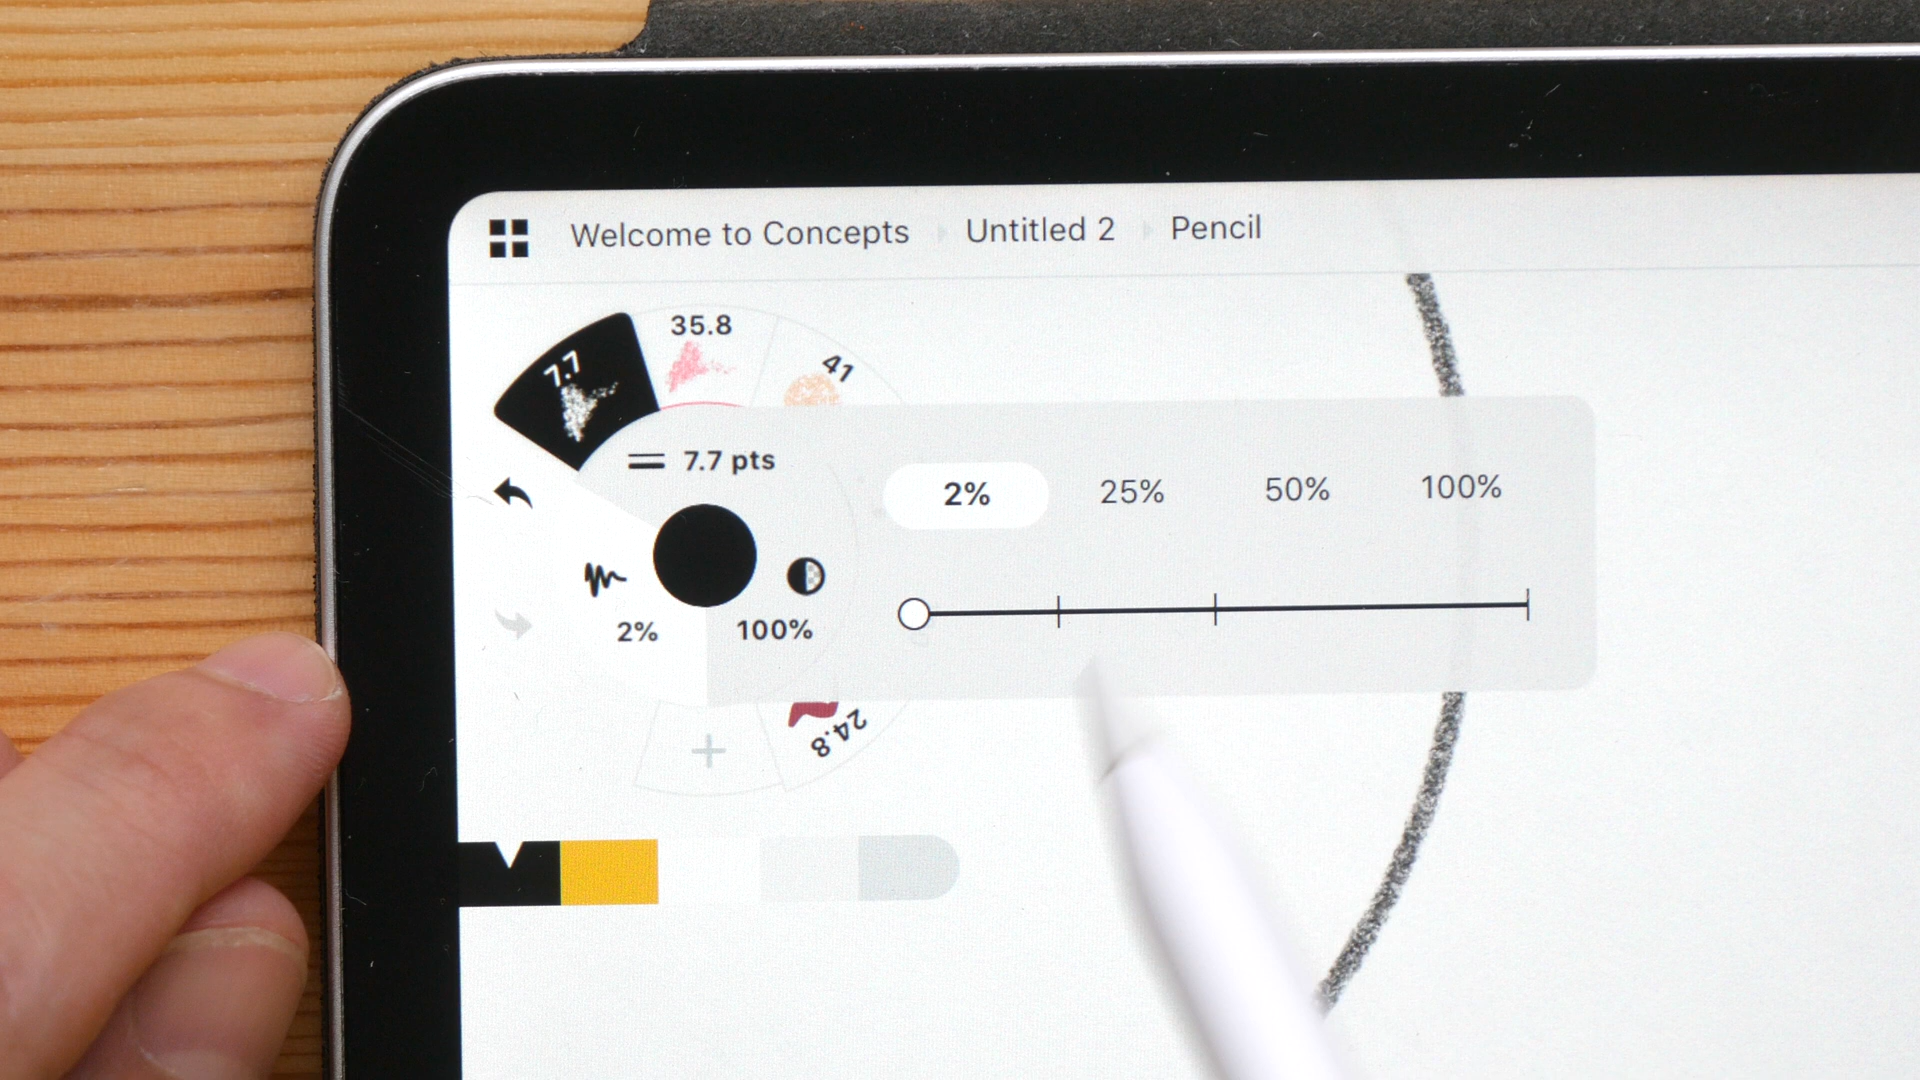 Welcome to Concepts Untitled 2 Pencil
7.7
35.8
41
7.7 pts
2% 25% 50% 100%
2% 100%
24.8